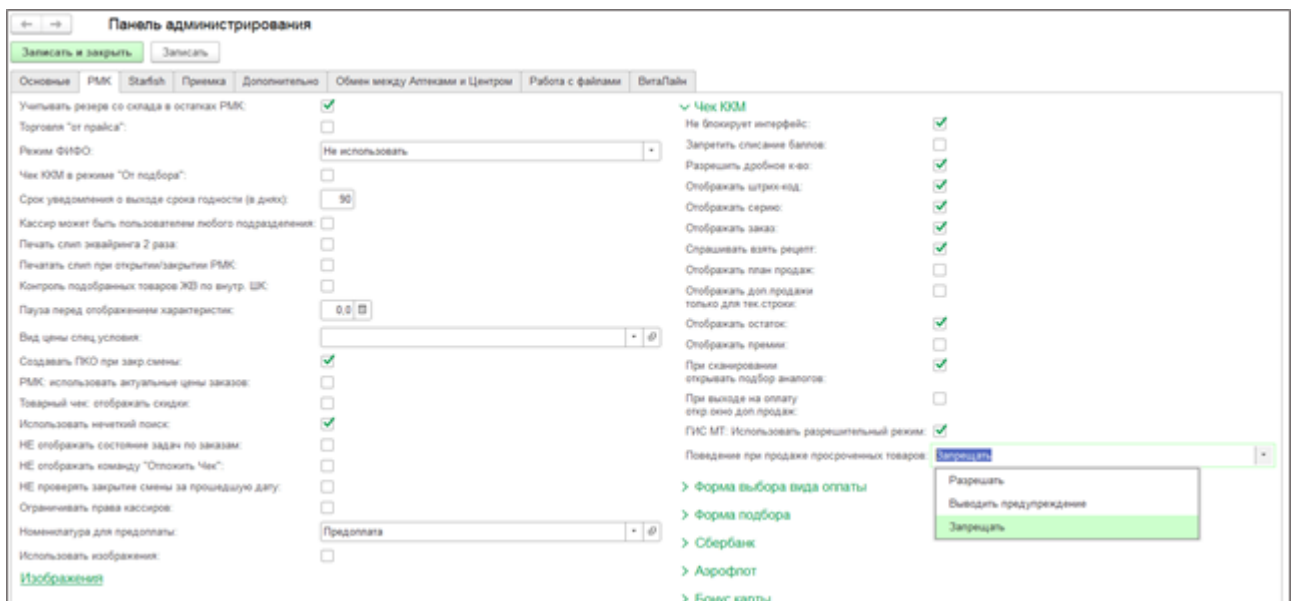 Панель администрирования
Записать и закрыть
Записать
Основные
РМК
Starfish
Приемка
Дополнительно
Обмен между Аптеками и Центром
Работа с файлами
ВитаЛайн
Учитывать резерв со склада в остатках РМК:
Торговля "от прайса":
Режим ФИФО:
Не использовать
Чек ККМ в режиме "От подбора":
Срок уведомления о выходе срока годности (в днях):
90
Кассир может быть пользователем любого подразделения:
Печать слип эквайринга 2 раза:
Печатать слип при открытии/закрытии РМК:
Контроль подобранных товаров ЖВ по внутр. ШК:
Пауза перед отображением характеристик:
0,0
Вид цены спец.условия:
Создавать ПКО при закр.смены:
РМК: использовать актуальные цены заказов:
Товарный чек: отображать скидки:
Использовать нечеткий поиск:
НЕ отображать состояние задач по заказам:
НЕ отображать команду "Отложить Чек":
НЕ проверять закрытие смены за прошедшую дату:
Ограничивать права кассиров:
Номенклатура для предоплаты:
Предоплата
Использовать изображения:
Изображения
Чек ККМ
Не блокирует интерфейс:
Запретить списание баллов:
Разрешить дробное к-во:
Отображать штрих-код:
Отображать серию:
Отображать заказ:
Спрашивать взять рецепт:
Отображать план продаж:
Отображать доп.продажи
только для тек.строки:
Отображать остаток:
Отображать премии:
При сканировании
открывать подбор аналогов:
При выходе на оплату
откр.окно доп.продаж:
ГИС МТ: Использовать разрешительный режим:
Поведение при продаже просроченных товаров:
Запрещать
Разрешать
Выводить предупреждение
Запрещать
Форма выбора вида оплаты
Форма подбора
Сбербанк
Аэрофлот
Бонус карты